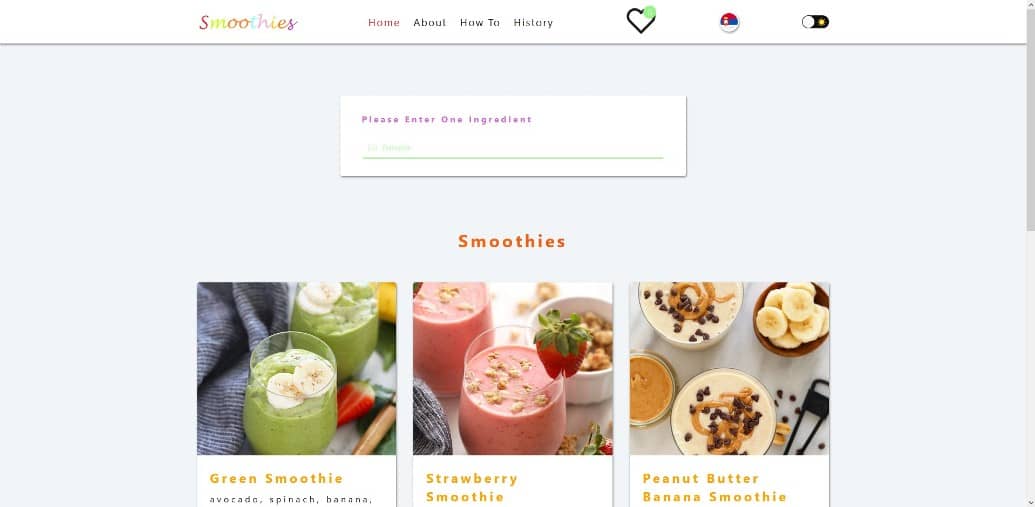 Smoothies
Home About How To History
Please Enter One Ingredient
Smoothies
Green Smoothie
avocado, spinach, banana,
Strawberry
Smoothie
Peanut Butter
Banana Smoothie